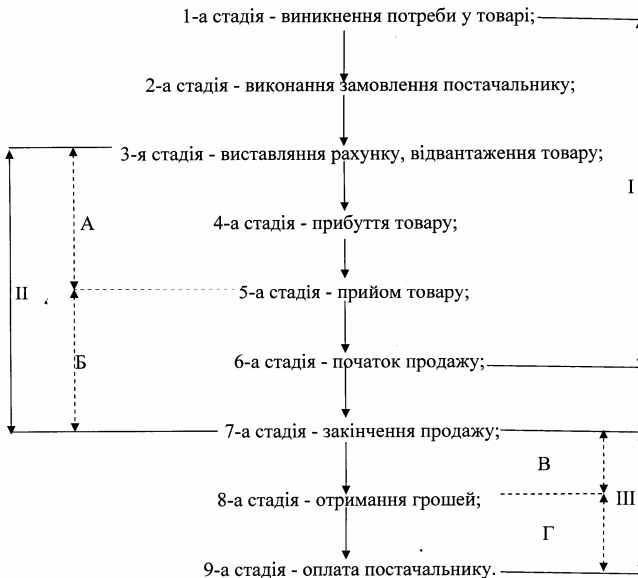 1-а стадія - виникнення потреби у товарі;
2-а стадія - виконання замовлення постачальнику;
3-я стадія - виставляння рахунку, відвантаження товару;
І
А
4-а стадія - прибуття товару;
ІІ
5-а стадія - прийом товару;
Б
6-а стадія - початок продажу;
7-а стадія - закінчення продажу;
В
8-а стадія - отримання грошей;
ІІІ
Г
9-а стадія - оплата постачальнику.